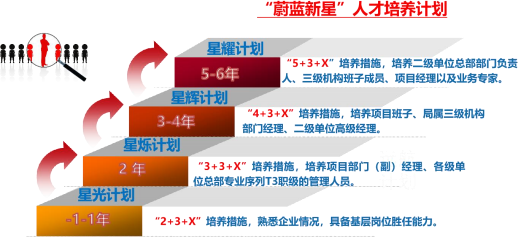 “蔚蓝新星”人才培养计划
星耀计划
5-6年
“5+3+X”培养措施，培养二级单位总部部门负责
人、三级机构班子成员、项目经理以及业务专家。
星辉计划
3-4年
“4+3+X”培养措施，培养项目班子、局属三级机构
部门经理、二级单位高级经理。
星烁计划
2 年
“3+3+X”培养措施，培养项目部门（副）经理、各级单
位总部专业序列T3职级的管理人员。
星光计划
-1-1年
“2+3+X”培养措施，熟悉企业情况，具备基层岗位胜任能力。